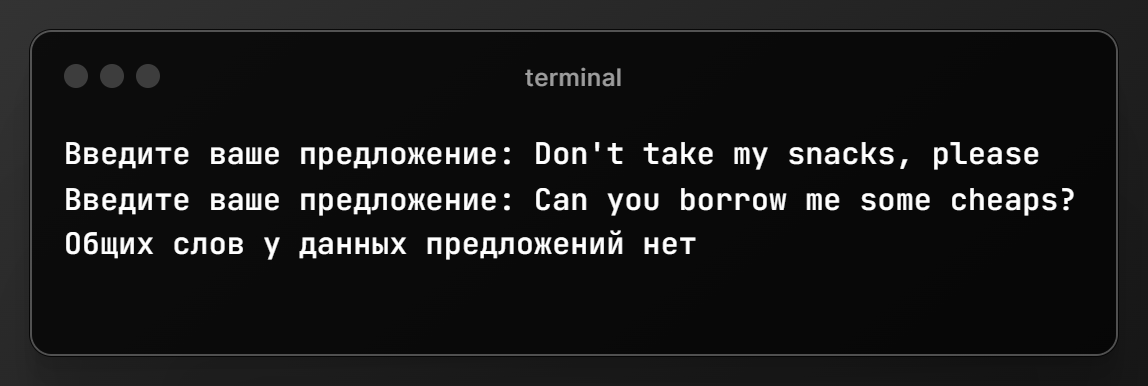 terminal
Введите ваше предложение: Don't take my snacks, please
Введите ваше предложение: Can you borrow me some cheaps?
Общих слов у данных предложений нет